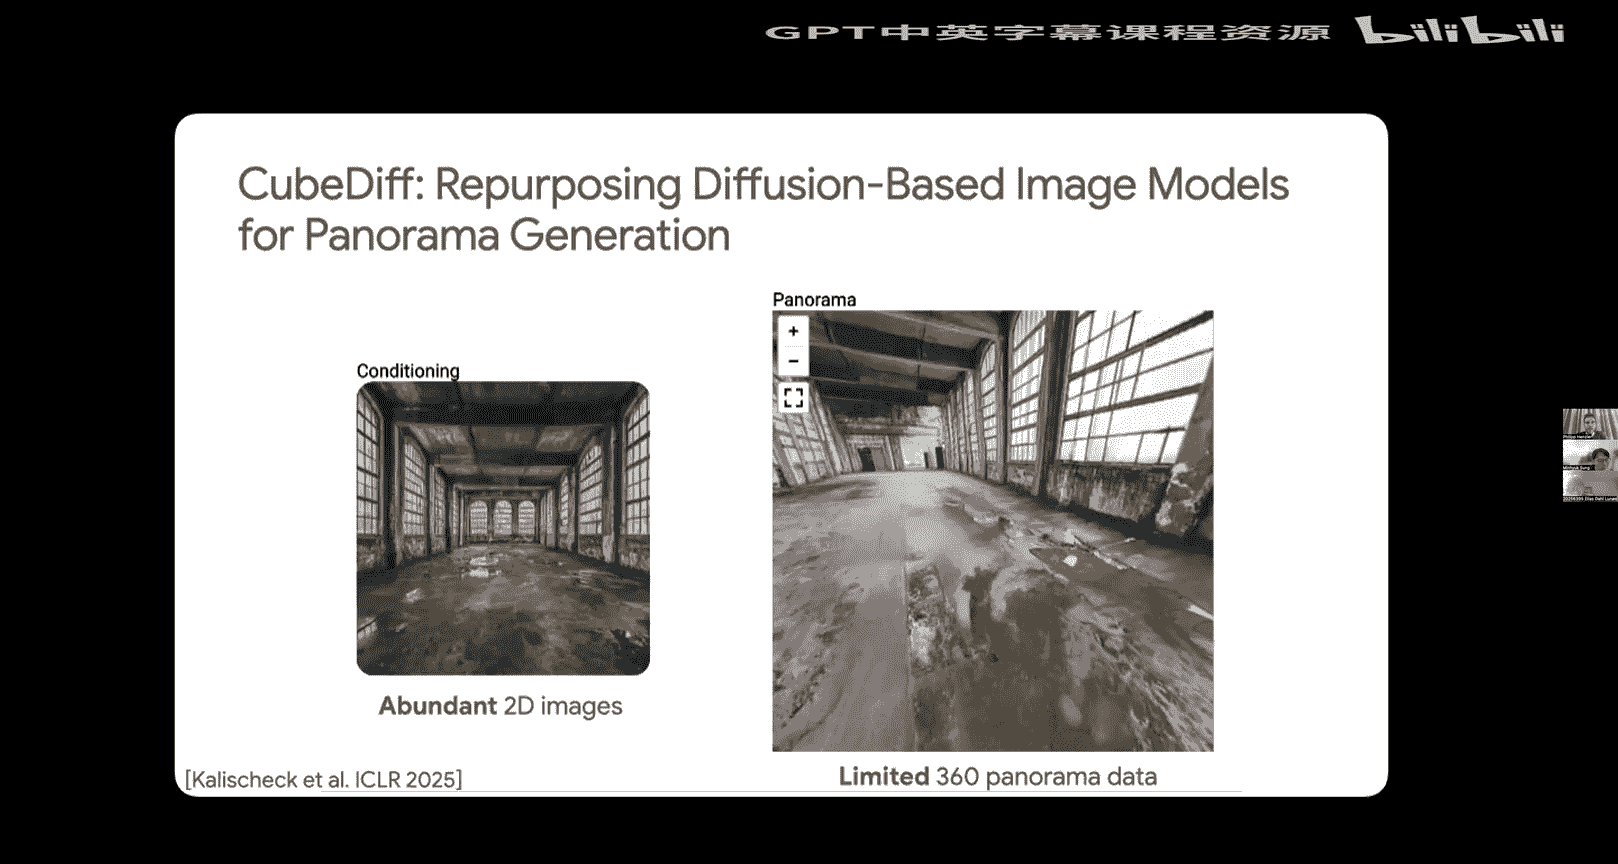 GPT中英字幕课程资源 bilibili
CubeDiff: Repurposing Diffusion-Based Image Models
for Panorama Generation
Panorama
+
−
Conditioning
Abundant 2D images
Limited 360 panorama data
[Kalischeck et al. ICLR 2025]